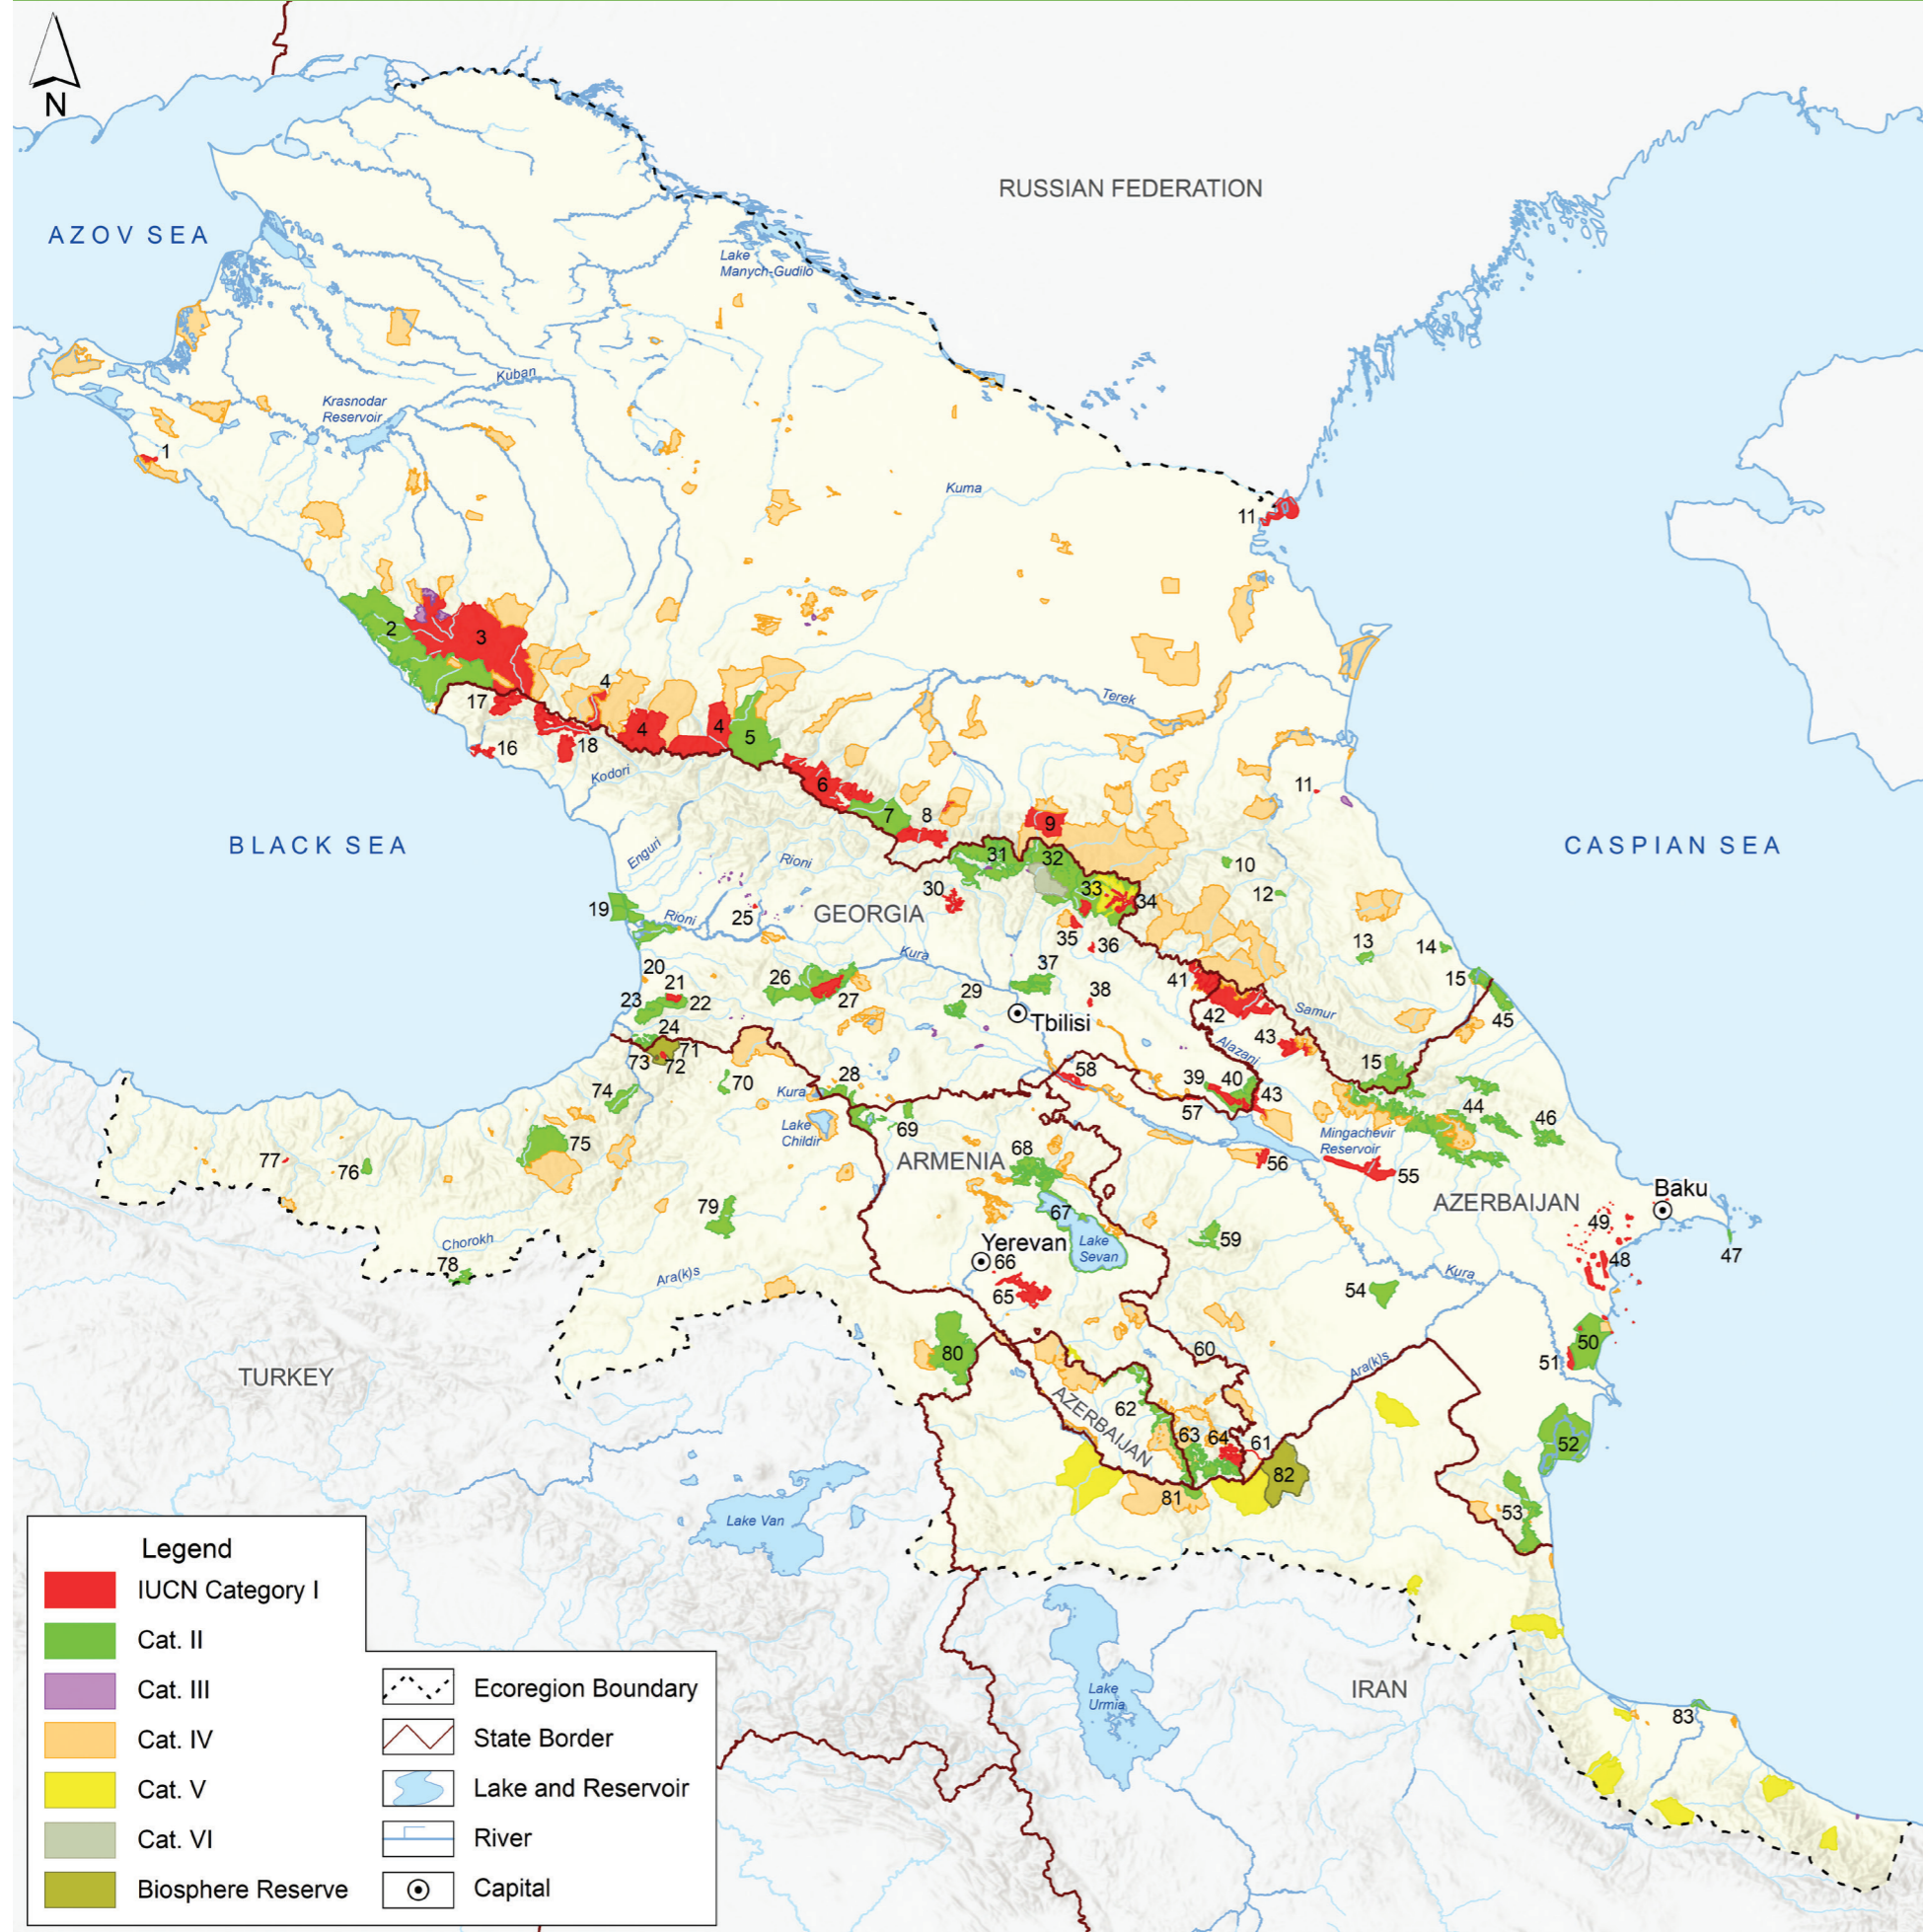 N
RUSSIAN FEDERATION
AZOV SEA
Lake
Manych-Gudilo
Kuban
Krasnodar
Reservoir
1
Kuma
11
2
3
4
17
Terek
4
4
5
16
18
Kodori
6
11
7
8
9
BLACK SEA
CASPIAN SEA
Enguri
Rioni
31
32
10
30
33
34
12
19
Rioni
25
GEORGIA
35
36
13
14
Kura
20
26
37
41
15
21
23
22
27
29
38
42
Samur
45
Tbilisi
24
43
Alazani
73
71
72
58
15
74
70
Kura
28
39
40
43
44
57
Lake
Childir
69
Mingachevir
Reservoir
46
75
77
76
ARMENIA
68
56
55
AZERBAIJAN
Baku
79
67
49
Chorokh
Yerevan
Lake
Sevan
59
47
78
66
48
Ara(k)s
65
54
Kura
80
60
50
51
TURKEY
Ara(k)s
AZERBAIJAN
62
63
64
61
52
82
81
53
Lake Van
Legend
IUCN Category I
Cat. II
Cat. III
Cat. IV
Cat. V
Cat. VI
Biosphere Reserve
Ecoregion Boundary
State Border
Lake and Reservoir
River
Capital
Lake
Urmia
IRAN
83